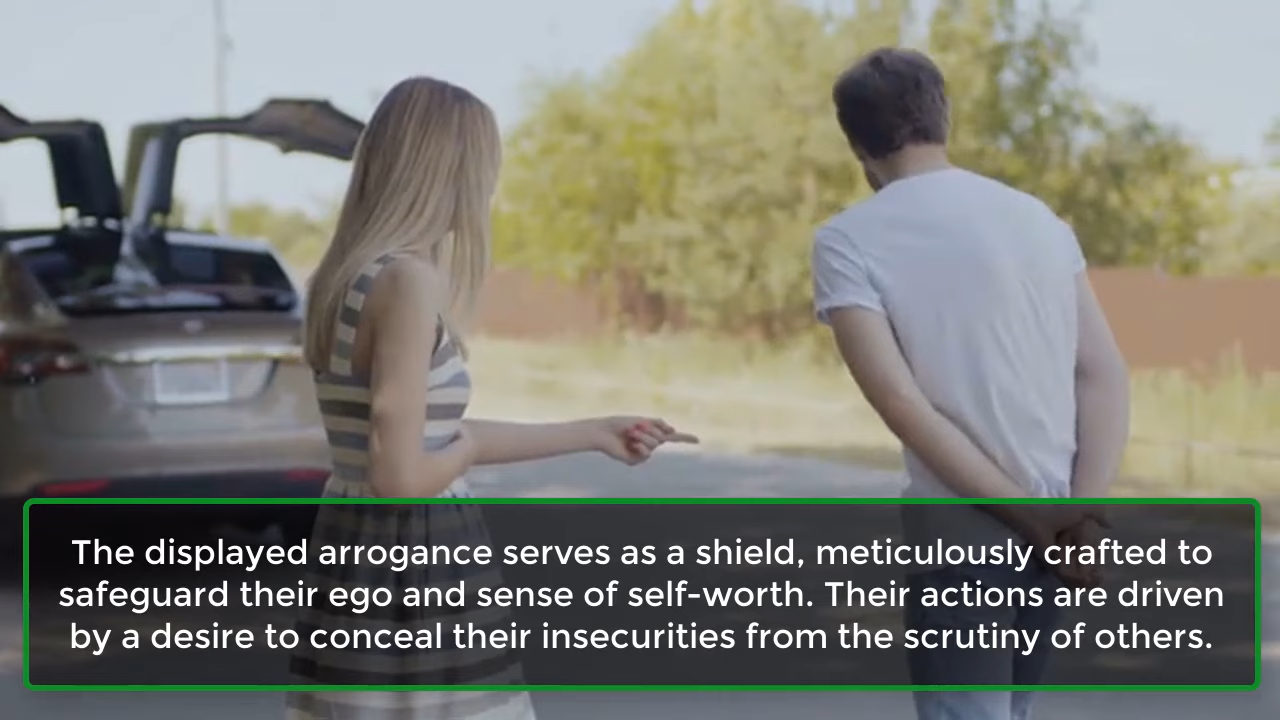 The displayed arrogance serves as a shield, meticulously crafted to
safeguard their ego and sense of self-worth. Their actions are driven
by a desire to conceal their insecurities from the scrutiny of others.